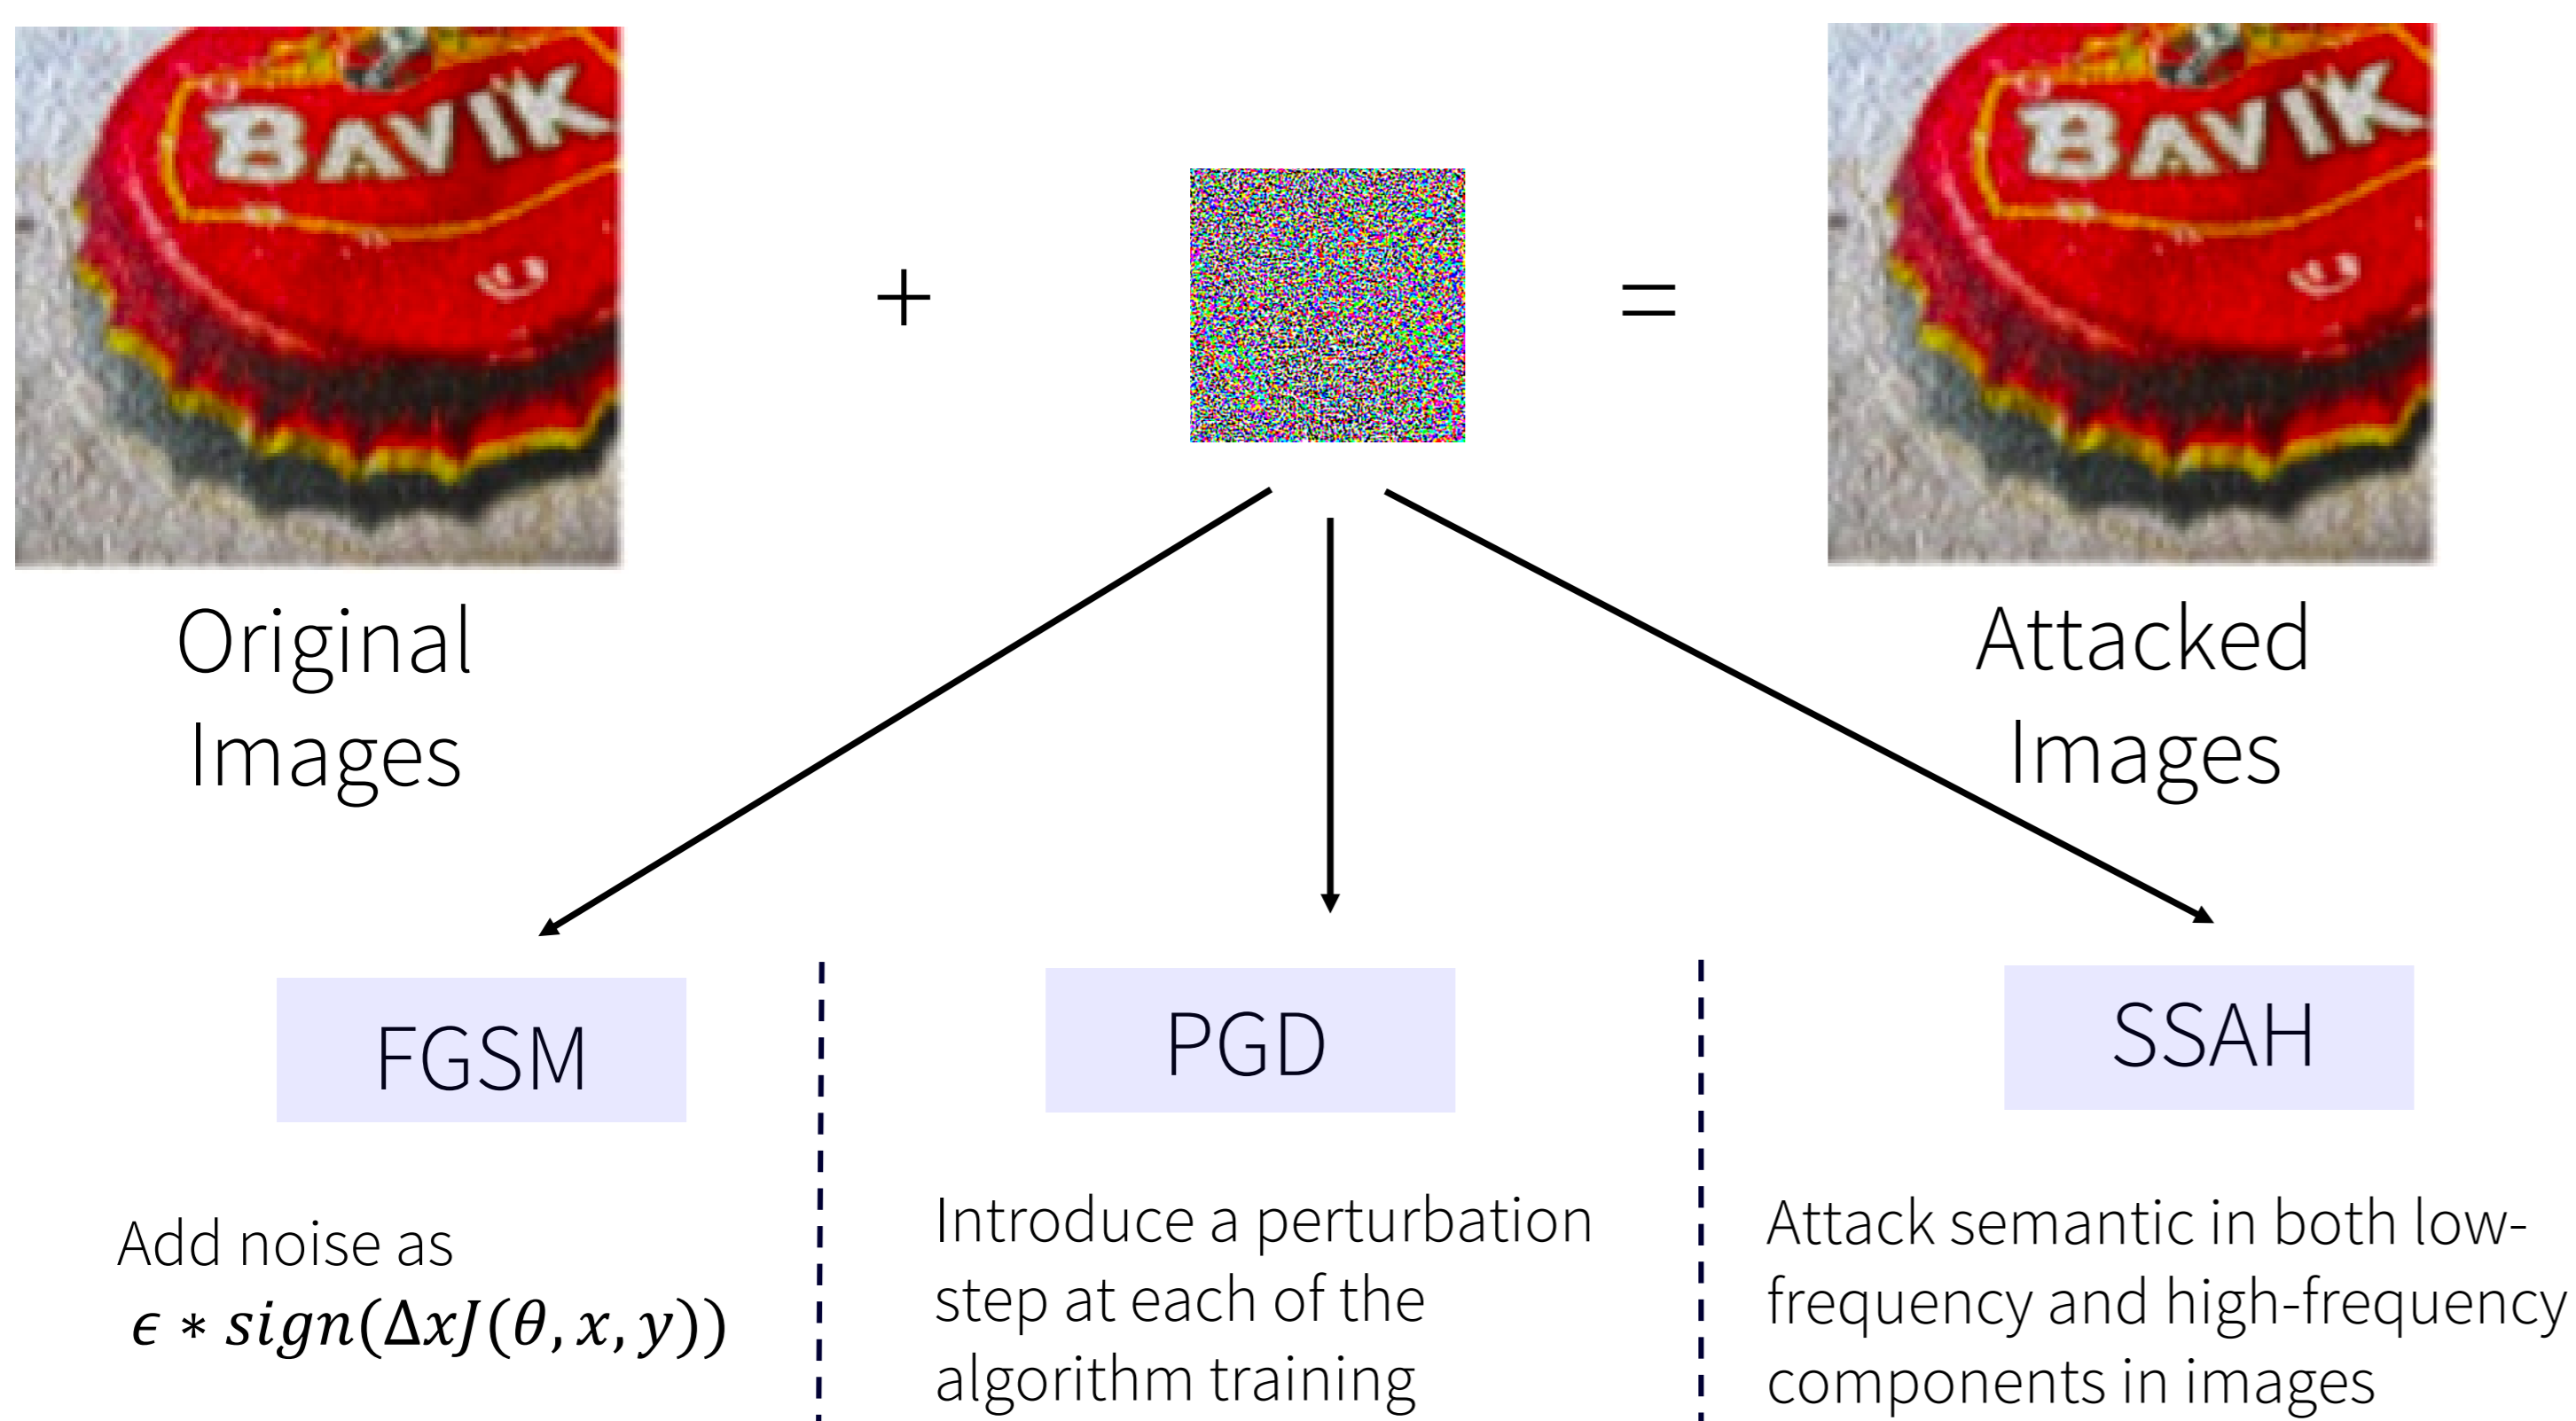 BAVIK
+
=
BAVIK
Original
Images
Attacked
Images
FGSM
PGD
SSAH
Add noise as
ϵ ∗ sign(ΔxJ(θ, x, y))
Introduce a perturbation
step at each of the
algorithm training
Attack semantic in both low-
frequency and high-frequency
components in images